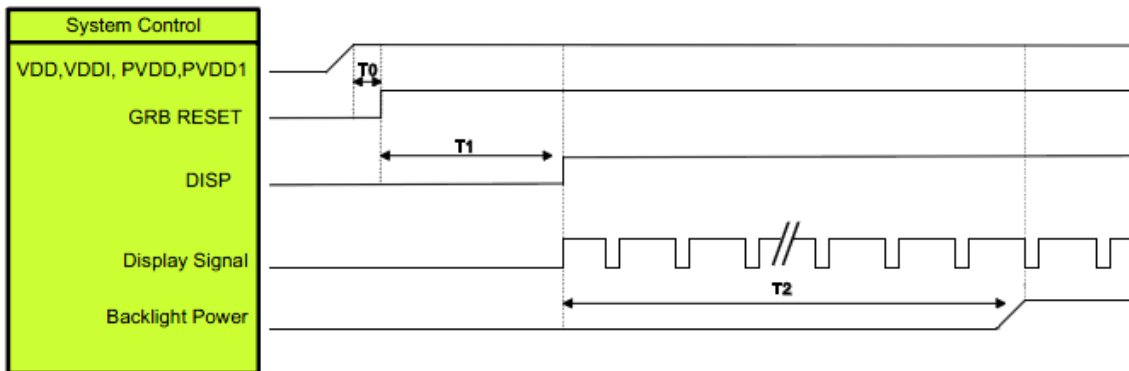 System Control
VDD,VDDI, PVDD,PVDD1
T0
GRB RESET
T1
DISP
Display Signal
T2
Backlight Power